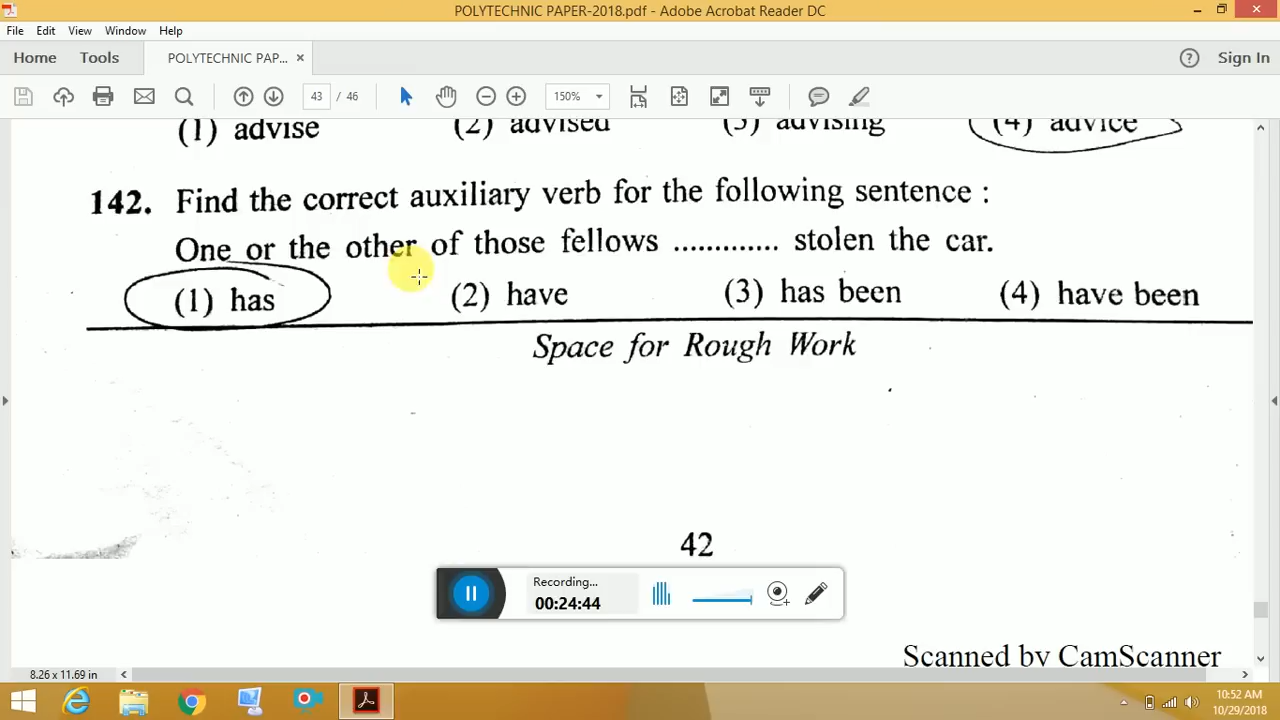 POLYTECHNIC PAPER-2018.pdf - Adobe Acrobat Reader DC
File Edit View Window Help
Home Tools POLYTECHNIC PAP... × Sign In
43 / 46 150%
(1) advise (2) advised (3) advising (4) advice
142. Find the correct auxiliary verb for the following sentence :
One or the other of those fellows ............. stolen the car.
(1) has (2) have (3) has been (4) have been
Space for Rough Work
42
Recording...
00:24:44
Scanned by CamScanner
8.26 x 11.69 in
10:52 AM
10/29/2018